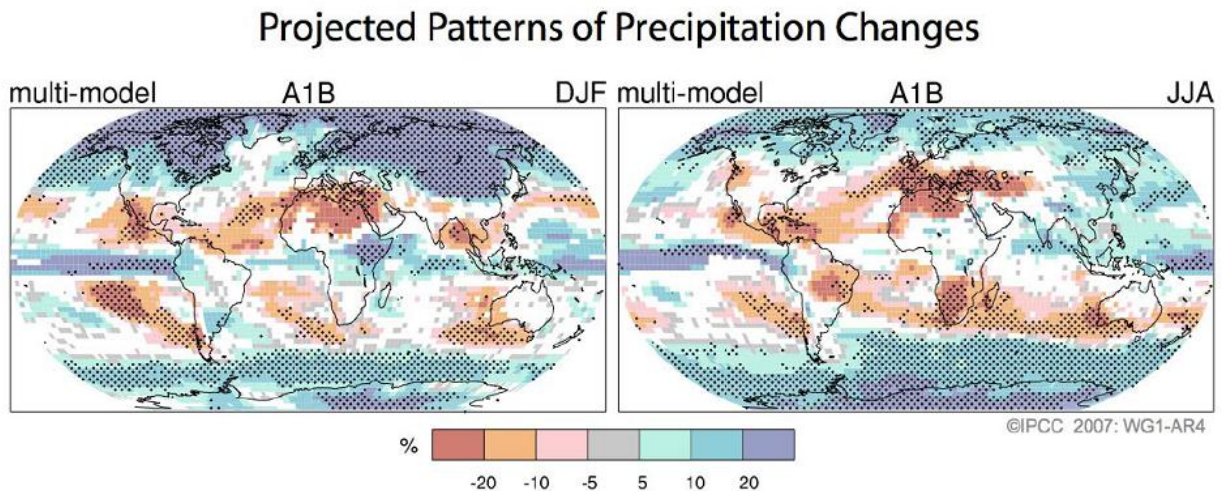 Projected Patterns of Precipitation Changes
multi-model A1B DJF
multi-model A1B JJA
©IPCC 2007: WG1-AR4
%
-20 -10 -5 5 10 20